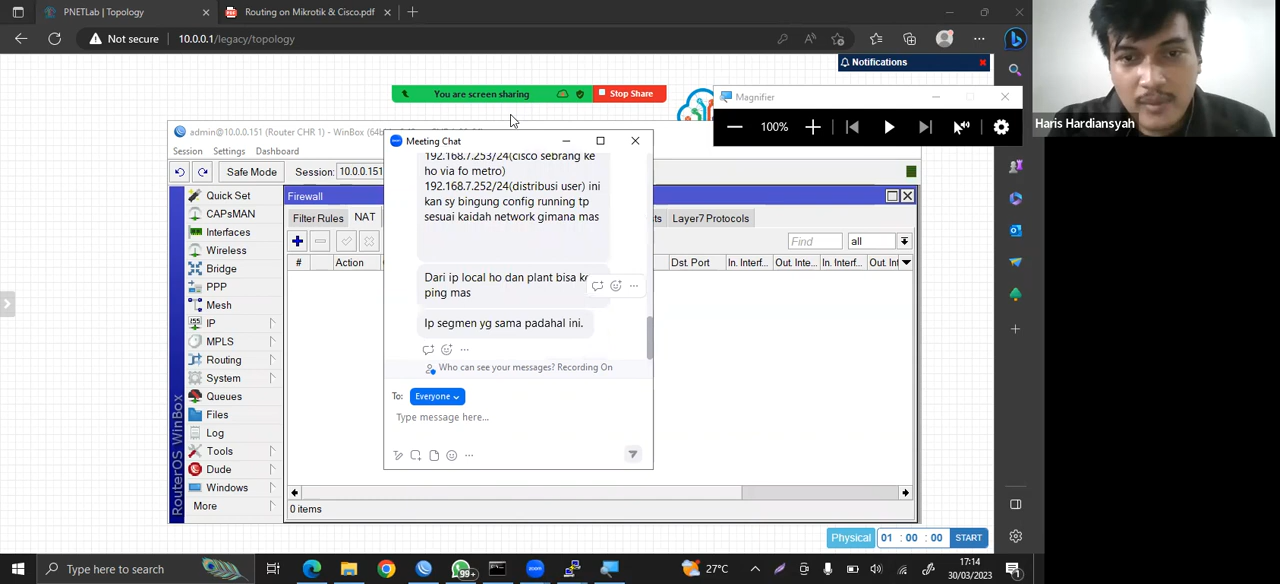 PNETLab | Topology
Routing on Mikrotik & Cisco.pdf
Not secure
10.0.0.1/legacy/topology
Notifications
You are screen sharing
Stop Share
Magnifier
100%
Haris Hardiansyah
admin@10.0.0.151 (Router CHR 1) - WinBox (64b
Session Settings Dashboard
Safe Mode
Session: 10.0.0.151
Quick Set
CAPsMAN
Interfaces
Wireless
Bridge
PPP
Mesh
IP
MPLS
Routing
System
Queues
Files
Log
Tools
Dude
Windows
More
RouterOS WinBox
Firewall
Filter Rules
NAT
Layer7 Protocols
Find
all
#
Action
Dst. Port
In. Interf...
Out. Inte...
In. Interf...
Out. Int
0 items
Meeting Chat
192.168.7.253/24(cisco sebrang ke
ho via fo metro)
192.168.7.252/24(distribusi user) ini
kan sy bingung config running tp
sesuai kaidah network gimana mas
Dari ip local ho dan plant bisa ke
ping mas
Ip segmen yg sama padahal ini.
Who can see your messages? Recording On
To:
Everyone
Type message here...
Physical
01 : 00 : 00
START
Type here to search
99+
27°C
17:14
30/03/2023
1